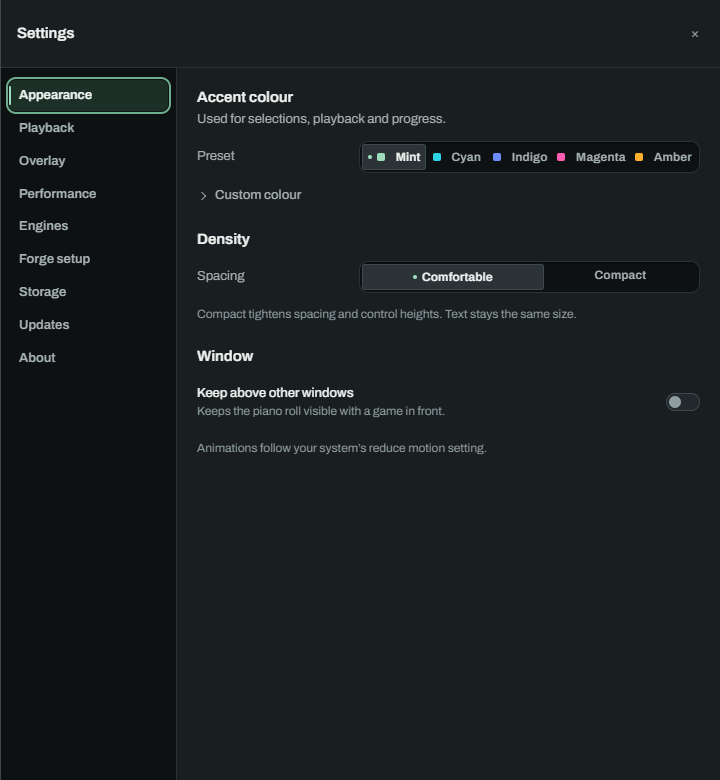 Settings
×
Appearance
Playback
Overlay
Performance
Engines
Forge setup
Storage
Updates
About
Accent colour
Used for selections, playback and progress.
Preset
Mint Cyan Indigo Magenta Amber
Custom colour
Density
Spacing
Comfortable Compact
Compact tightens spacing and control heights. Text stays the same size.
Window
Keep above other windows
Keeps the piano roll visible with a game in front.
Animations follow your system's reduce motion setting.